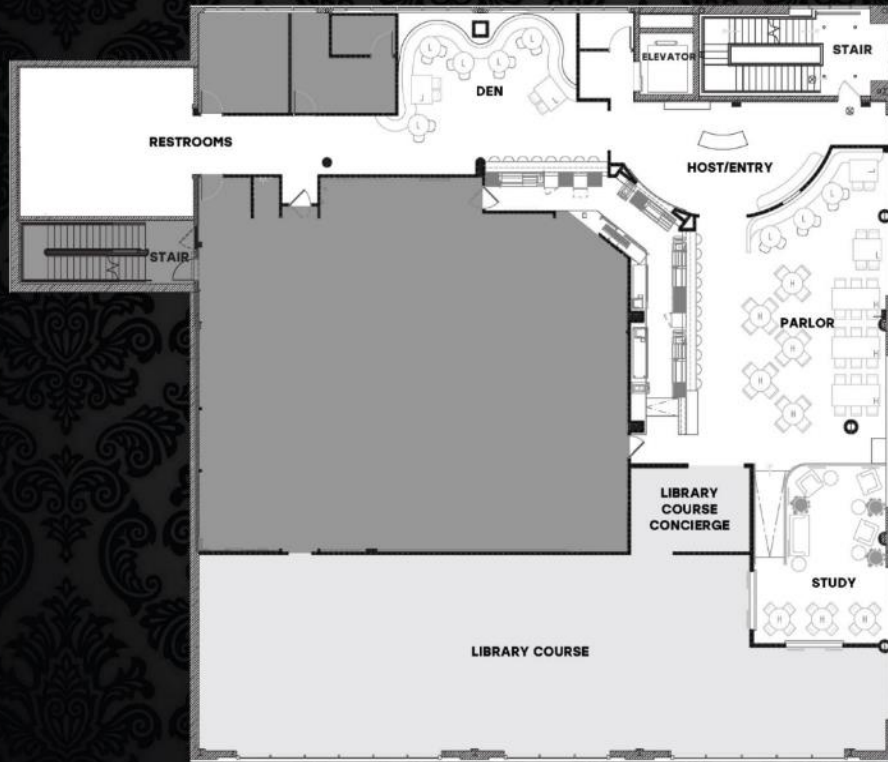 ELEVATOR
STAIR
DEN
RESTROOMS
HOST/ENTRY
STAIR
PARLOR
LIBRARY
COURSE
CONCIERGE
STUDY
LIBRARY COURSE